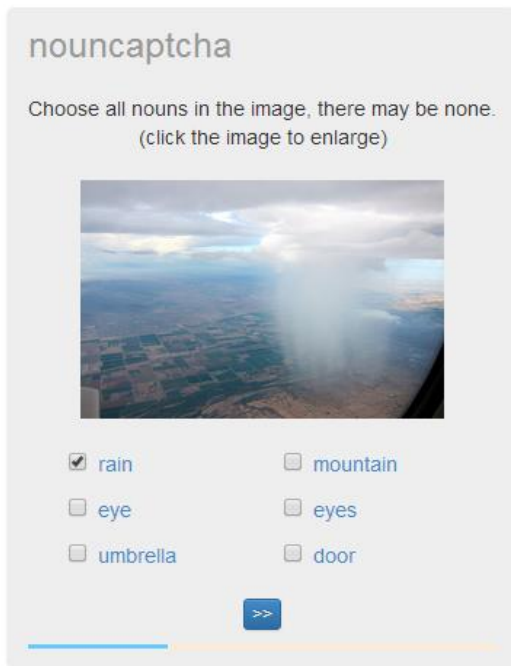 nouncaptcha
Choose all nouns in the image, there may be none.
(click the image to enlarge)
rain mountain
eye eyes
umbrella door
>>